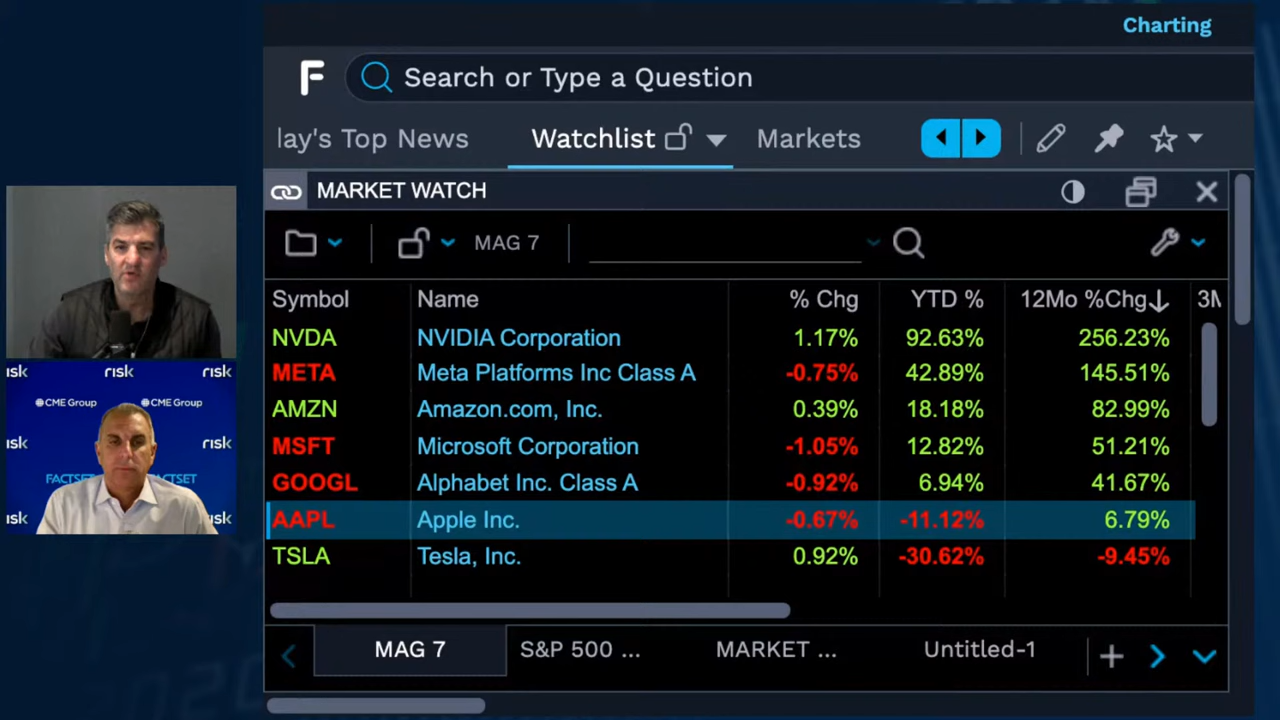 Charting
F
Search or Type a Question
lay's Top News Watchlist Markets
MARKET WATCH
MAG 7
Symbol Name % Chg YTD % 12Mo %Chg 3M
NVDA NVIDIA Corporation 1.17% 92.63% 256.23%
META Meta Platforms Inc Class A -0.75% 42.89% 145.51%
AMZN Amazon.com, Inc. 0.39% 18.18% 82.99%
MSFT Microsoft Corporation -1.05% 12.82% 51.21%
GOOGL Alphabet Inc. Class A -0.92% 6.94% 41.67%
AAPL Apple Inc. -0.67% -11.12% 6.79%
TSLA Tesla, Inc. 0.92% -30.62% -9.45%
MAG 7 S&P 500 ... MARKET ... Untitled-1
isk risk risk
CME Group CME Group
isk risk
FACTSET FACTSET
isk isk